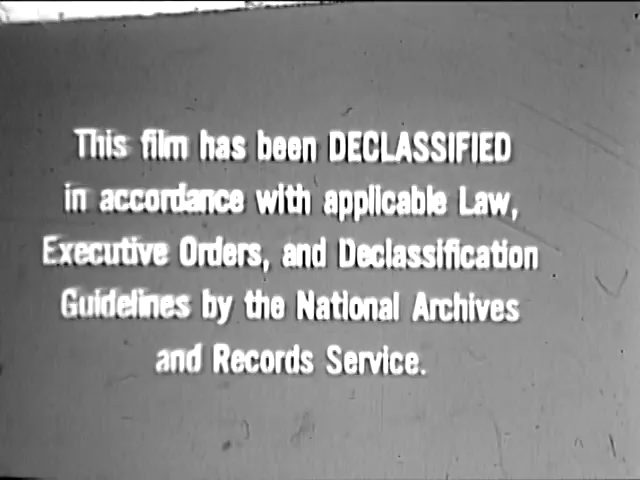 This film has been DECLASSIFIED
in accordance with applicable Law,
Executive Orders, and Declassification
Guidelines by the National Archives
and Records Service.